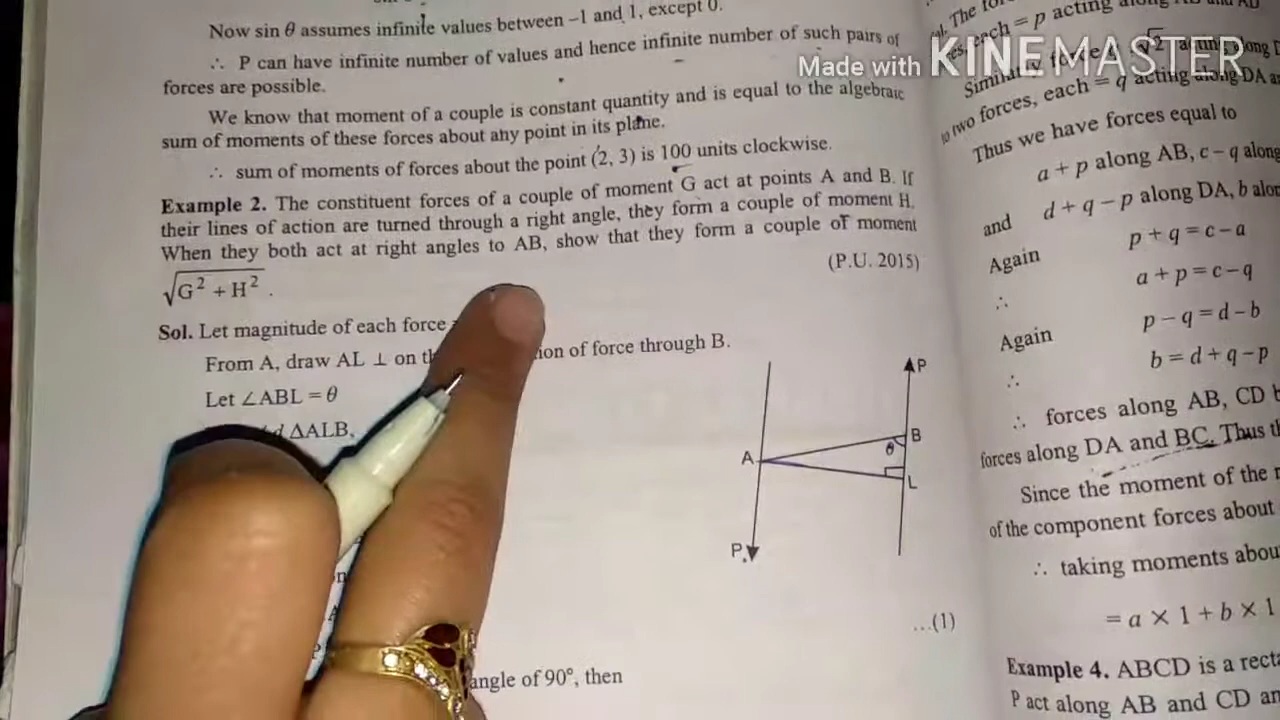 Now sin θ assumes infinite values between −1 and 1, except 0.
∴ P can have infinite number of values and hence infinite number of such pairs of
forces are possible.
We know that moment of a couple is constant quantity and is equal to the algebraic
sum of moments of these forces about any point in its plane.
∴ sum of moments of forces about the point (2, 3) is 100 units clockwise.
Example 2. The constituent forces of a couple of moment G act at points A and B. If
their lines of action are turned through a right angle, they form a couple of moment H.
When they both act at right angles to AB, show that they form a couple of moment
√(G² + H²) .
(P.U. 2015)
Sol. Let magnitude of each force
From A, draw AL ⊥ on of force through B.
Let ∠ABL = θ
ΔALB,
P
B
θ
A
L
P
...(1)
angle of 90°, then
Made with KINEMASTER
The
each = p acting along
force √2 acting along
two forces, each = q acting along DA
Thus we have forces equal to
a + p along AB, c − q along
and d + q − p along DA, b along
Again p + q = c − a
∴ a + p = c − q
Again p − q = d − b
∴ b = d + q − p
∴ forces along AB, CD
forces along DA and BC. Thus
Since the moment of the
of the component forces about
∴ taking moments
= a × 1 + b × 1
Example 4. ABCD is a
P act along AB and CD